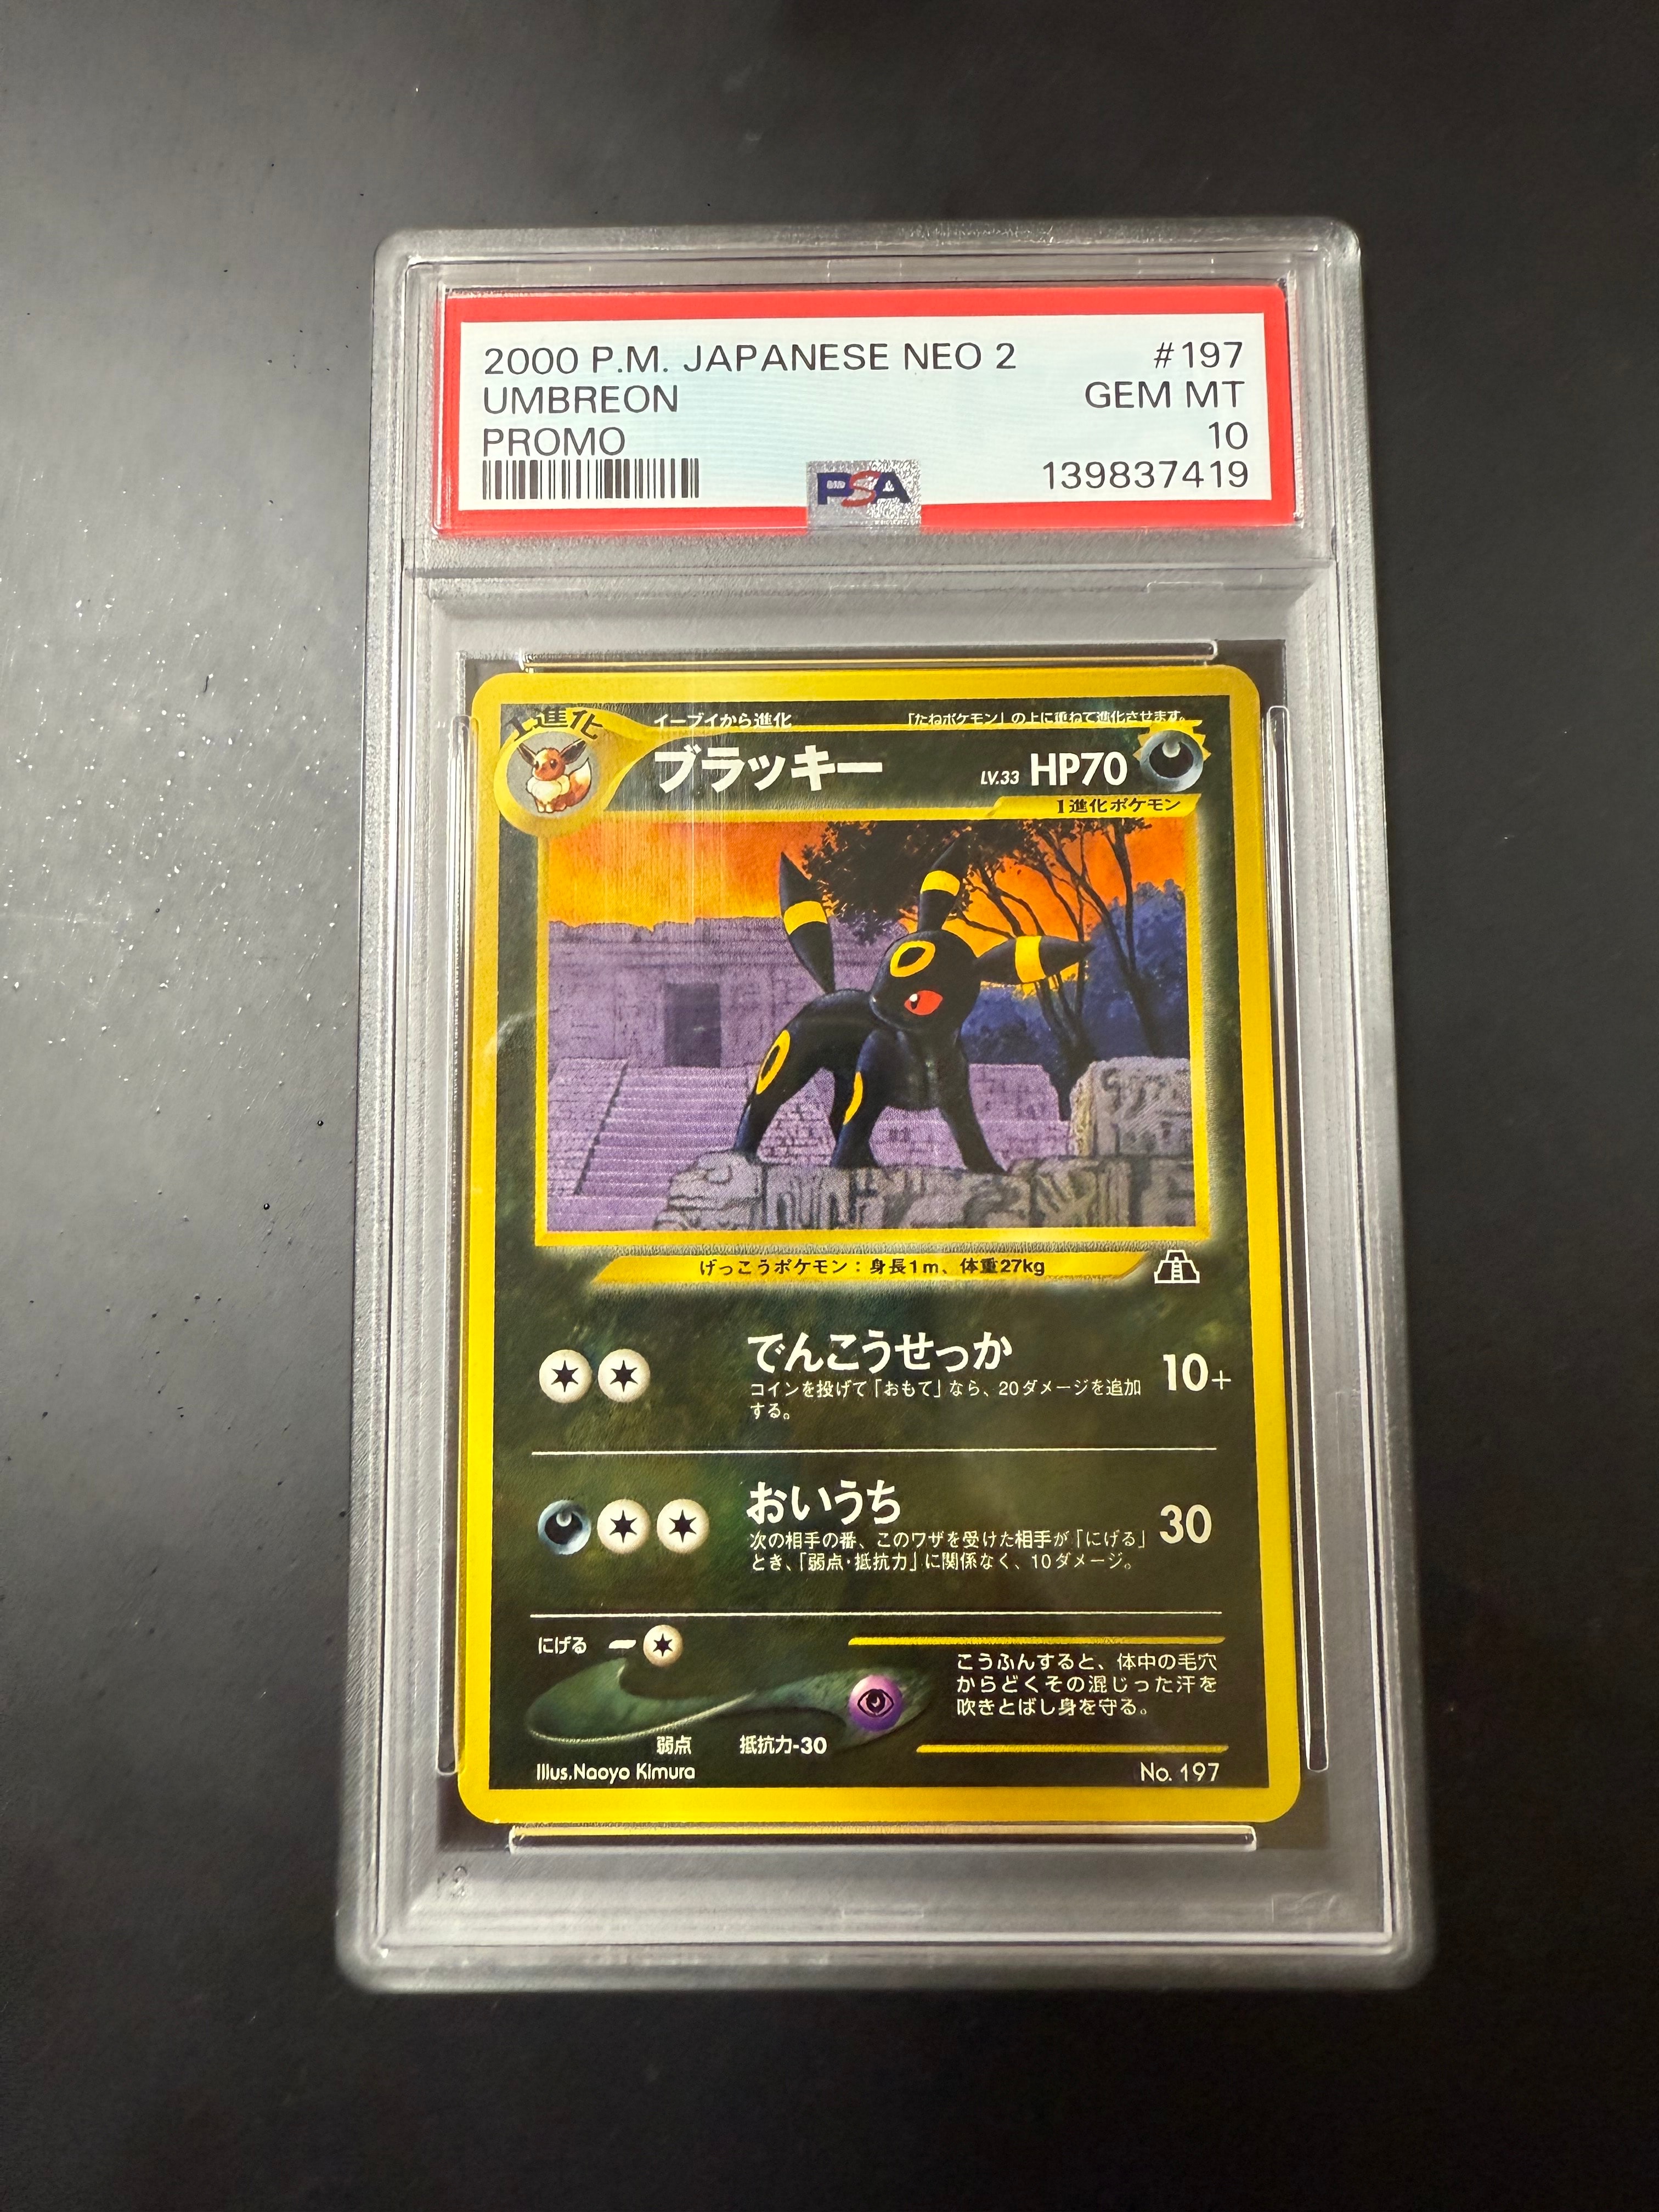 2000 P.M. JAPANESE NEO 2 #197
UMBREON GEM MT
PROMO 10
139837419
PSA
1進化
イーブイから進化 「たねポケモン」の上に重ねて進化させます。
ブラッキー LV.33 HP70
1進化ポケモン
げっこうポケモン：身長1m、体重27kg
でんこうせっか 10+
コインを投げて「おもて」なら、20ダメージを追加
する。
おいうち 30
次の相手の番、このワザを受けた相手が「にげる」
とき、「弱点・抵抗力」に関係なく、10ダメージ。
にげる
こうふんすると、体中の毛穴
からどくその混じった汗を
吹きとばし身を守る。
弱点 抵抗力-30
Illus.Naoyo Kimura No. 197